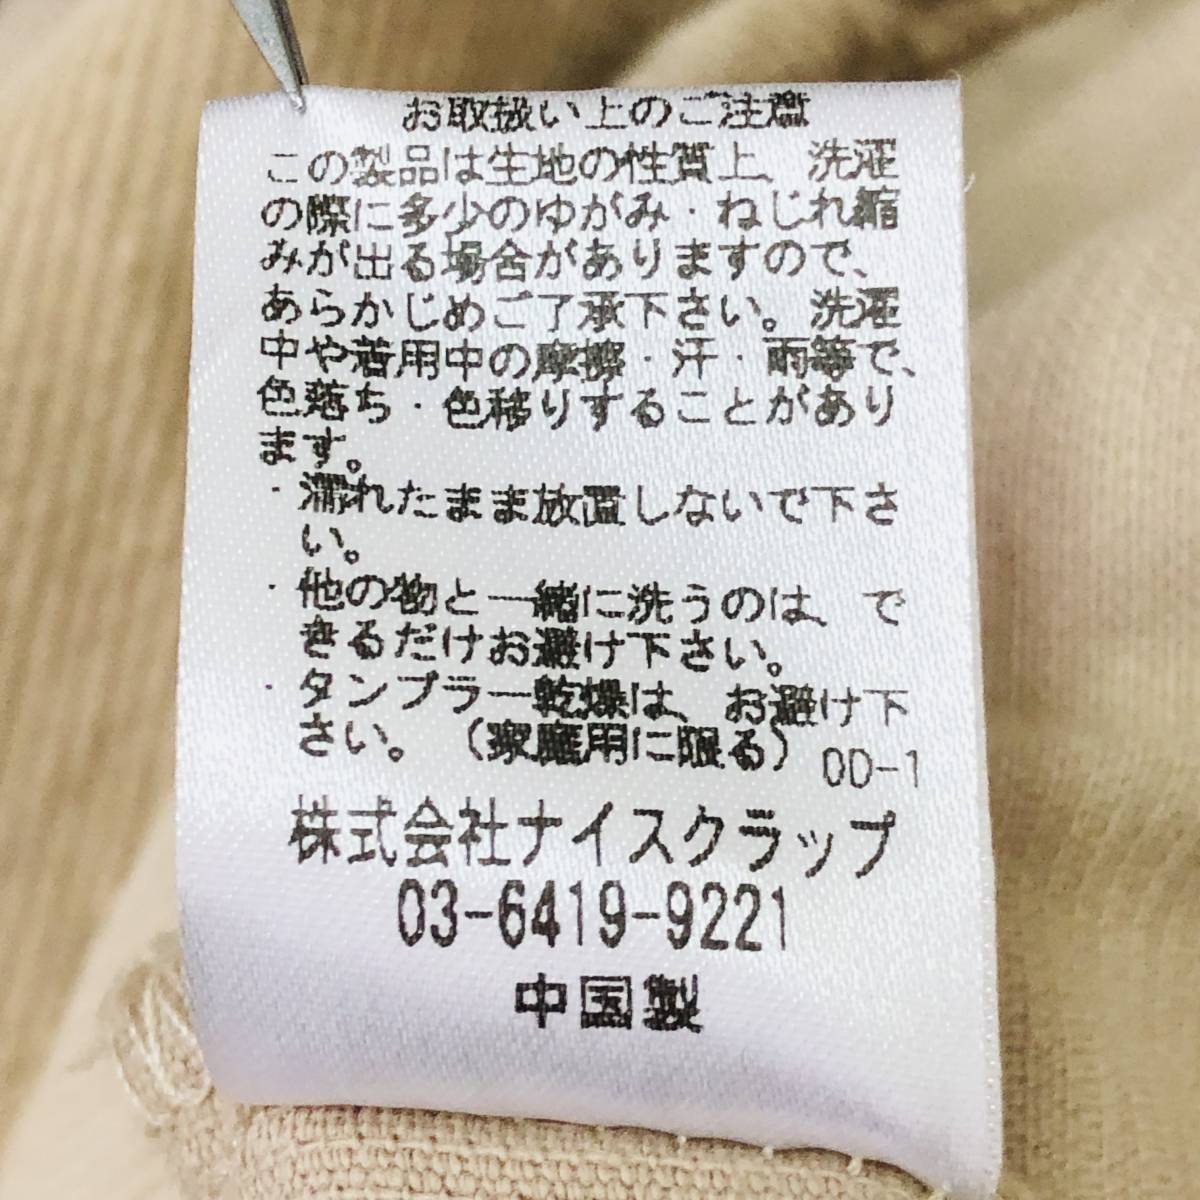 お取扱い上のご注意
この製品は生地の性質上、洗濯
の際に多少のゆがみ・ねじれ縮
みが出る場合がありますので、
あらかじめご了承下さい。洗濯
中や着用中の摩擦・汗・雨等で、
色落ち・色移りすることがあり
ます。
・濡れたまま放置しないで下さ
い。
・他の物と一緒に洗うのは、で
きるだけお避け下さい。
・タンブラー乾燥は、お避け下
さい。（家庭用に限る）
OD-1
株式会社ナイスクラップ
03-6419-9221
中国製